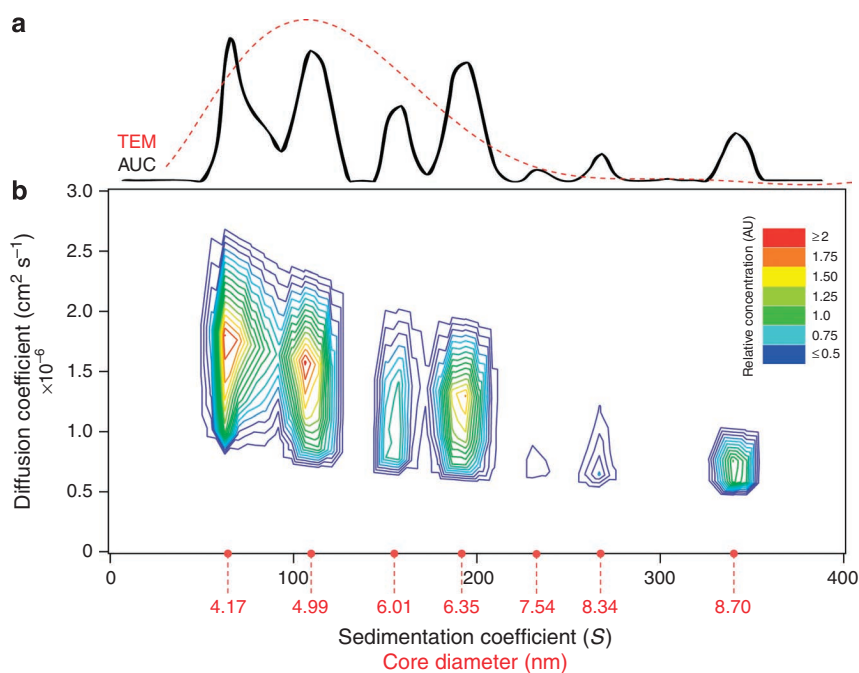 a
TEM
AUC
b
3.0
2.5
2.0
1.5
1.0
0.5
0
Diffusion coefficient (cm² s⁻¹)
×10⁻⁶
Relative concentration (AU)
≥2
1.75
1.50
1.25
1.0
0.75
≤0.5
0 100 200 300 400
4.17 4.99 6.01 6.35 7.54 8.34 8.70
Sedimentation coefficient (S)
Core diameter (nm)